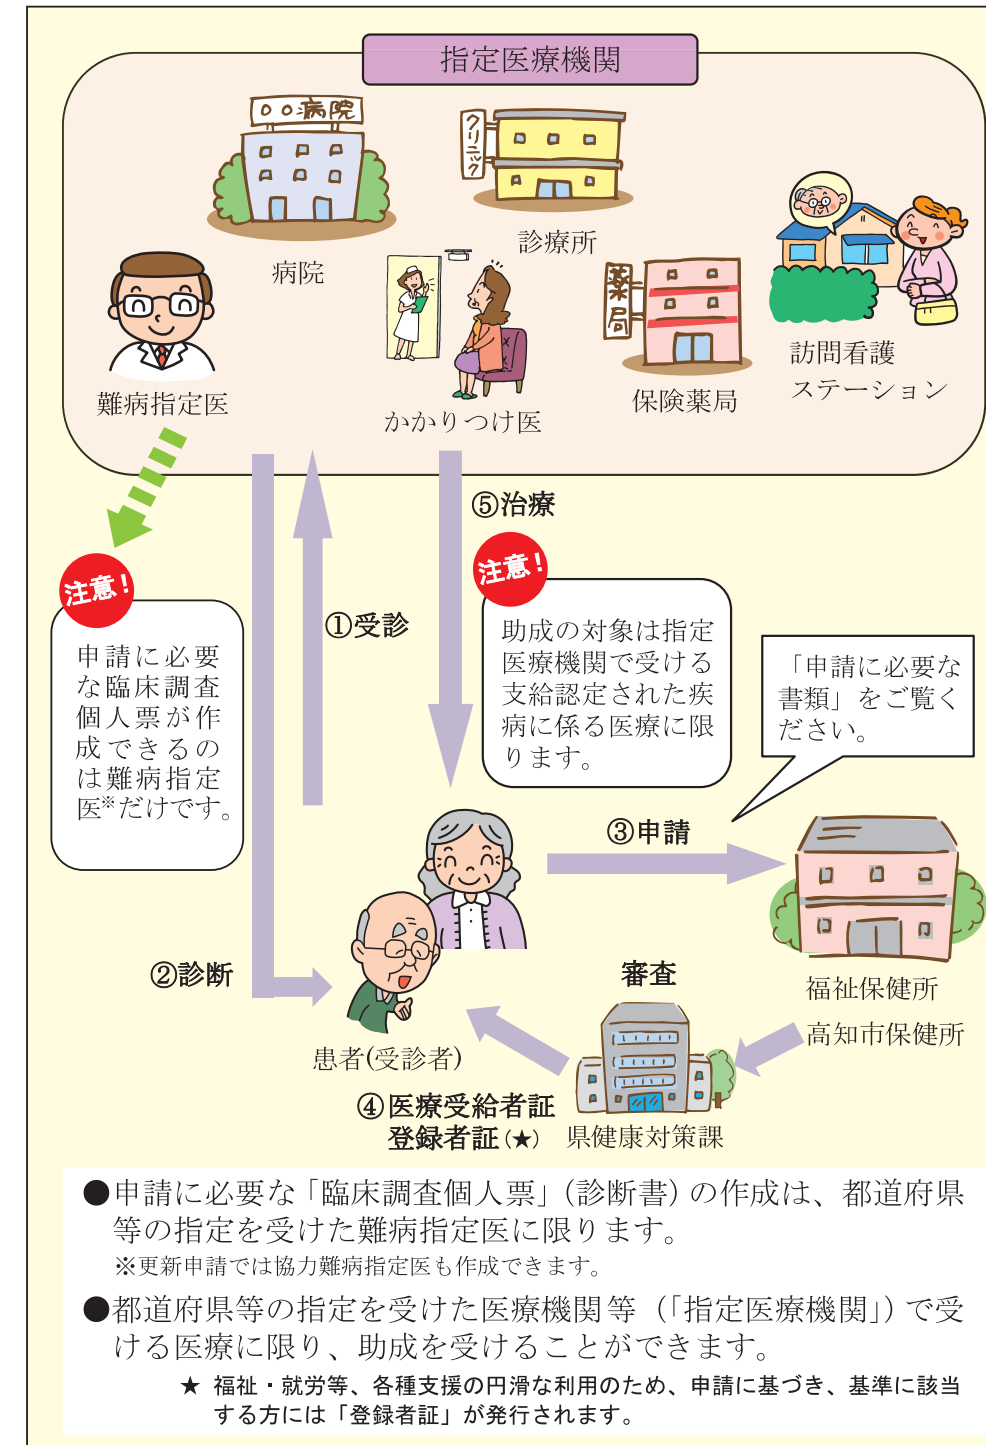 指定医療機関
○○病院
クリニック
診療所
病院
薬局
訪問看護
ステーション
難病指定医
かかりつけ医
保険薬局
⑤治療
注意!
助成の対象は指定
医療機関で受ける
支給認定された疾
病に係る医療に限
ります。
注意!
申請に必要
な臨床調査
個人票が作
成できるの
は難病指定
医※だけです。
①受診
「申請に必要な
書類」をご覧く
ださい。
③申請
②診断
審査
福祉保健所
高知市保健所
患者(受診者)
④医療受給者証
登録者証(★)
県健康対策課
●申請に必要な「臨床調査個人票」(診断書)の作成は、都道府県
等の指定を受けた難病指定医に限ります。
※更新申請では協力難病指定医も作成できます。
●都道府県等の指定を受けた医療機関等(「指定医療機関」)で受
ける医療に限り、助成を受けることができます。
★ 福祉・就労等、各種支援の円滑な利用のため、申請に基づき、基準に該当
する方には「登録者証」が発行されます。